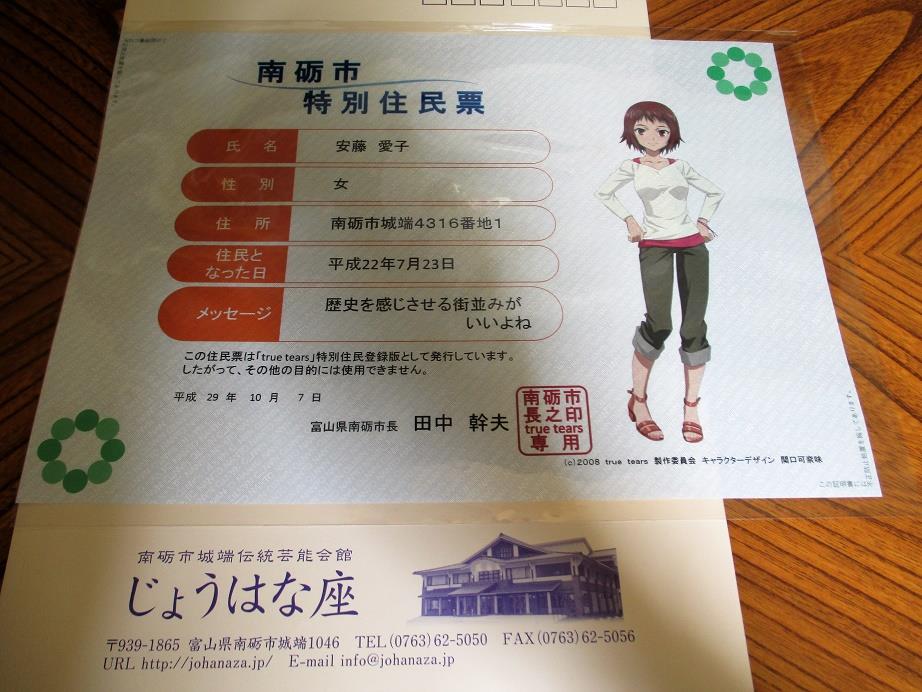 南砺市
特別住民票
氏名 安藤 愛子
性別 女
住所 南砺市城端4316番地1
住民と
なった日 平成22年7月23日
メッセージ 歴史を感じさせる街並みが
いいよね
この住民票は「true tears」特別住民登録版として発行しています。
したがって、その他の目的には使用できません。
平成 29 年 10 月 7 日
富山県南砺市長 田中 幹夫
南砺市
長之印
true tears
専用
(c)2008 true tears 製作委員会 キャラクターデザイン 関口可奈味
南砺市城端伝統芸能会館
じょうはな座
〒939-1865 富山県南砺市城端1046 TEL(0763)62-5050 FAX(0763)62-5056
URL http://johanaza.jp/ E-mail info@johanaza.jp